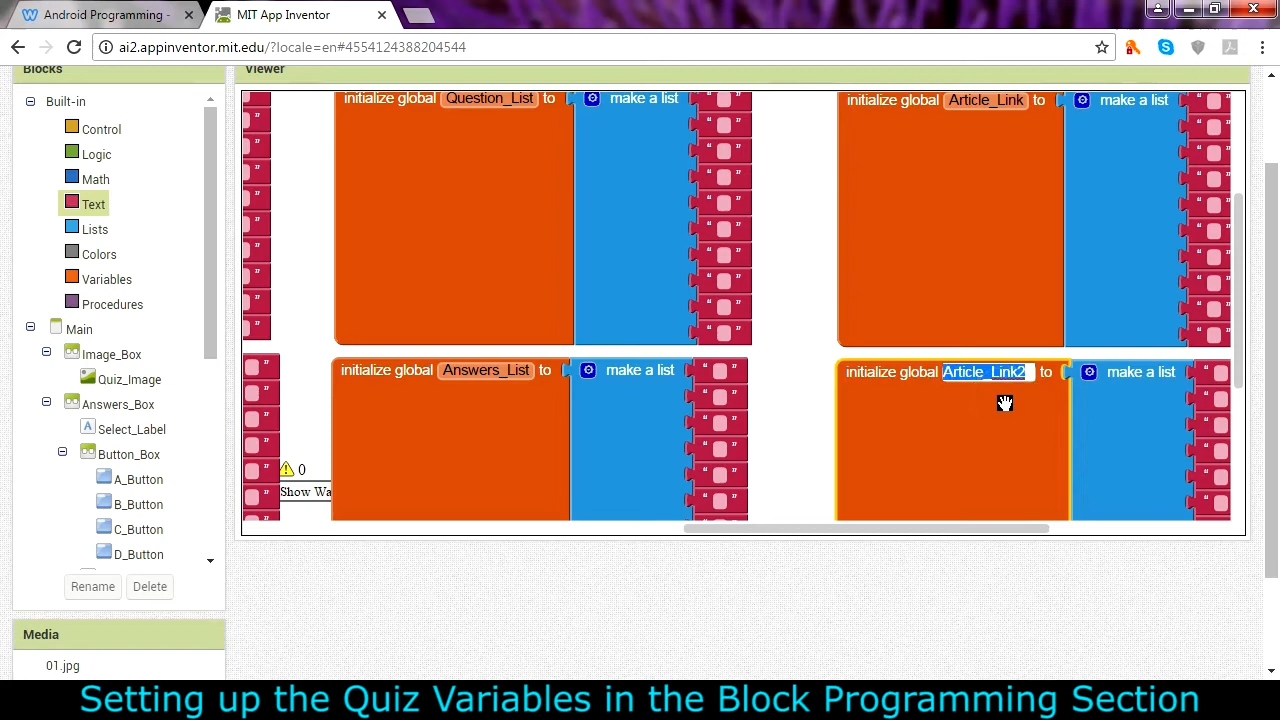 Android Programming -
MIT App Inventor
ai2.appinventor.mit.edu/?locale=en#4554124388204544
Blocks
Viewer
Built-in
Control
Logic
Math
Text
Lists
Colors
Variables
Procedures
Main
Image_Box
Quiz_Image
Answers_Box
Select_Label
Button_Box
A_Button
B_Button
C_Button
D_Button
Rename
Delete
Media
01.jpg
initialize global Question_List to make a list
initialize global Article_Link to make a list
initialize global Answers_List to make a list
initialize global Article_Link2 to make a list
0
Show Wa
Setting up the Quiz Variables in the Block Programming Section